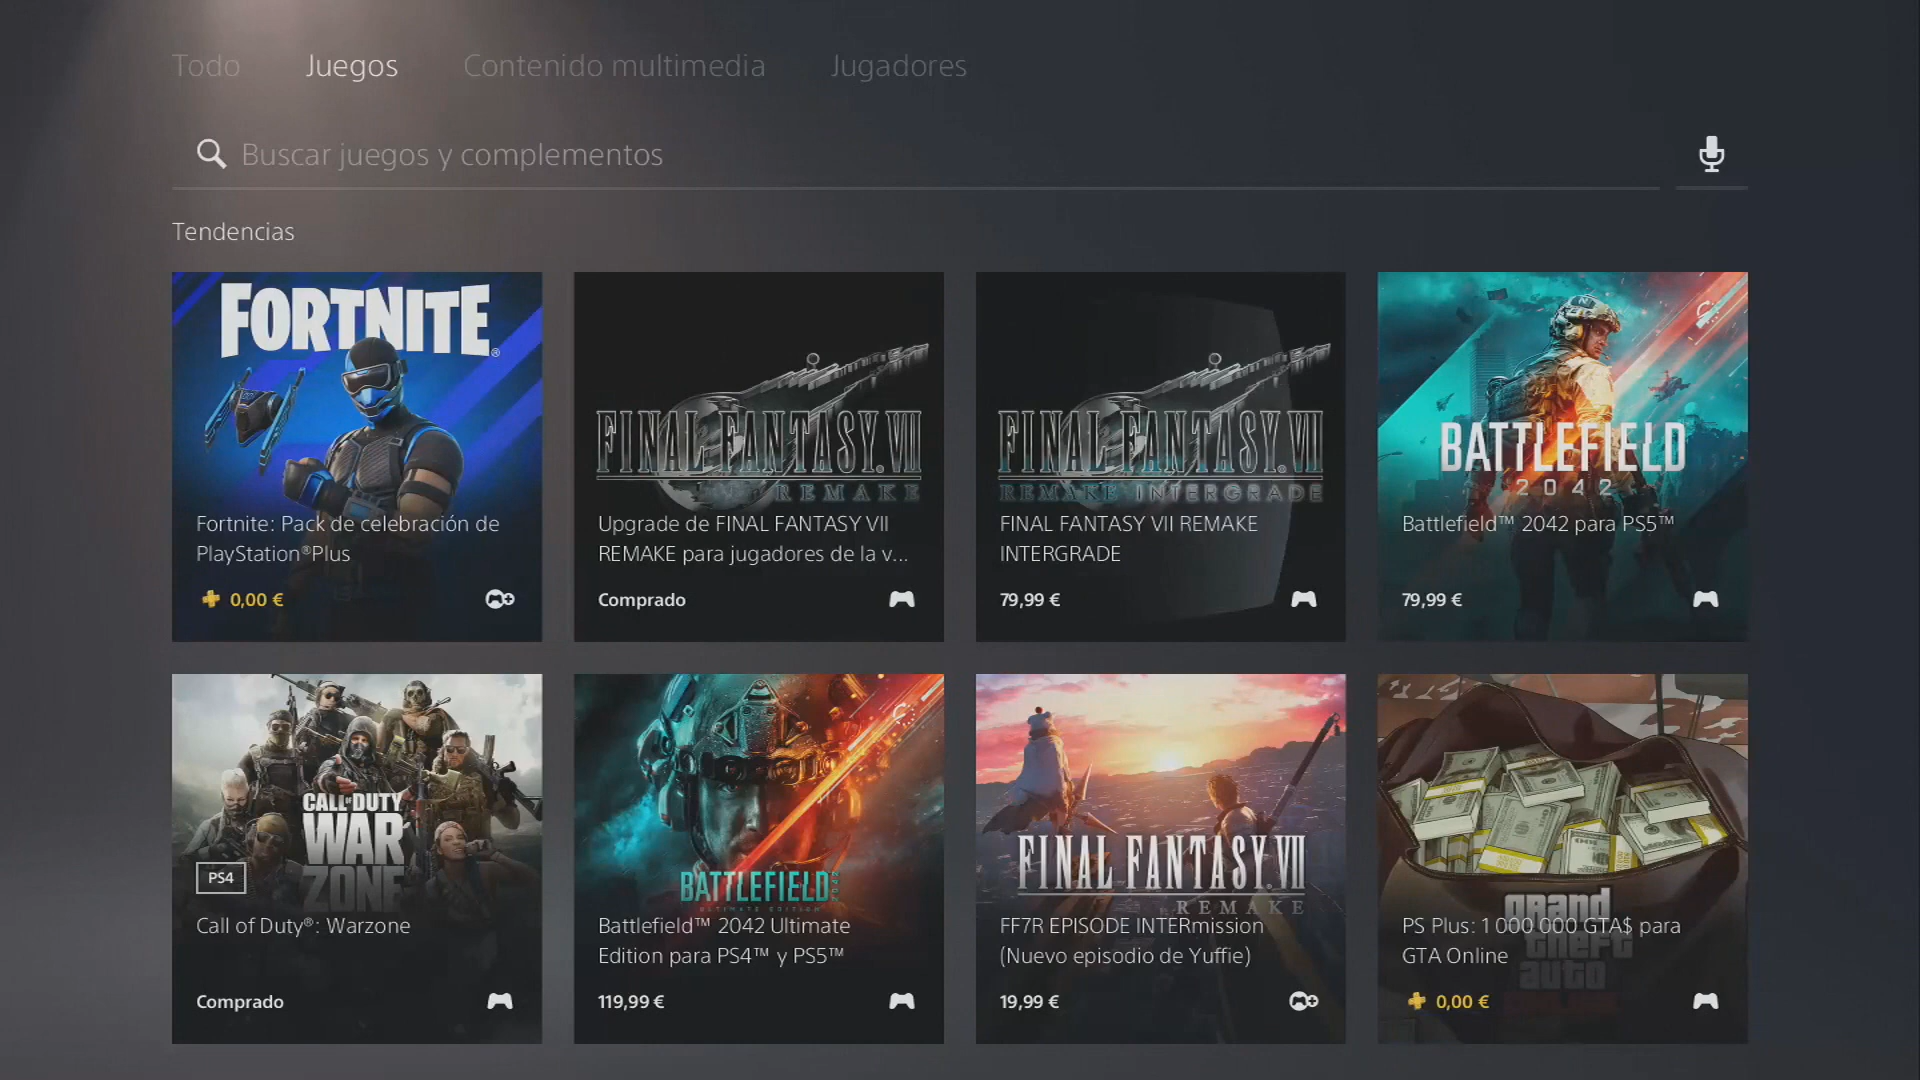 Todo Juegos Contenido multimedia Jugadores
Buscar juegos y complementos
Tendencias
FORTNITE®
Fortnite: Pack de celebración de
PlayStation®Plus
0,00 €
FINAL FANTASY VII
REMAKE
Upgrade de FINAL FANTASY VII
REMAKE para jugadores de la v...
Comprado
FINAL FANTASY VII
REMAKE INTERGRADE
FINAL FANTASY VII REMAKE
INTERGRADE
79,99 €
BATTLEFIELD
2042
Battlefield™ 2042 para PS5™
79,99 €
CALL OF DUTY
WAR
ZONE
PS4
Call of Duty®: Warzone
Comprado
BATTLEFIELD 2042
ULTIMATE EDITION
Battlefield™ 2042 Ultimate
Edition para PS4™ y PS5™
119,99 €
FINAL FANTASY VII
REMAKE
FF7R EPISODE INTERmission
(Nuevo episodio de Yuffie)
19,99 €
grand
theft
auto
PS Plus: 1 000 000 GTA$ para
GTA Online
0,00 €